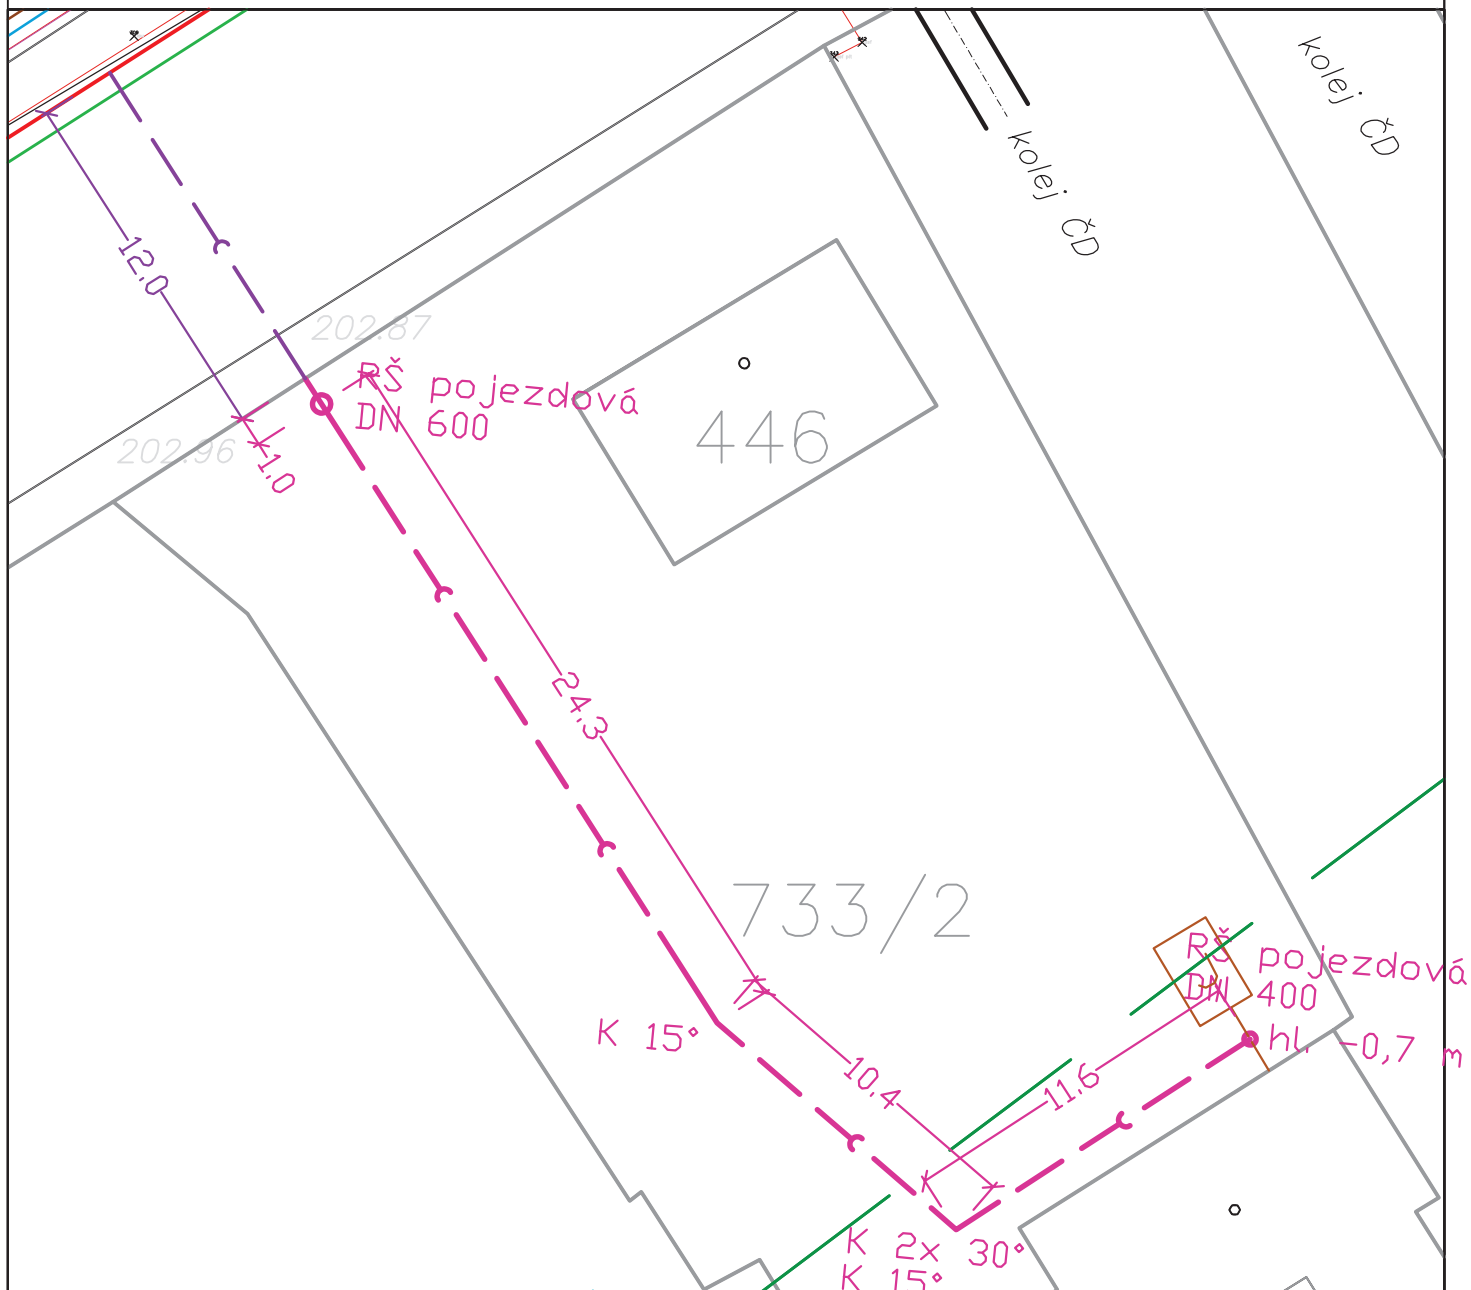 kolej ČD
kolej ČD
12,0
202.87
RŠ pojezdová
DN 600
446
202.96
1,0
24,3
733/2
RŠ pojezdová
DN 400
hl. -0,7 m
K 15°
10,4
11,6
K 2x 30°
K 15°